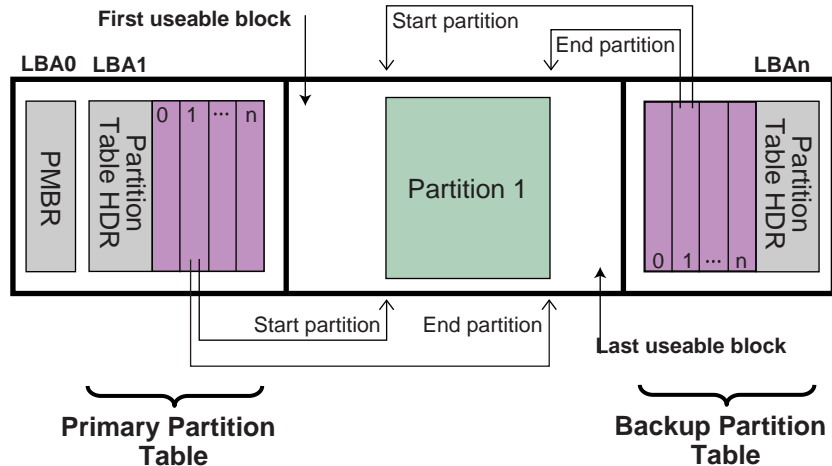 First useable block
Start partition
End partition
LBA0
LBA1
LBAn
PMBR
Partition
Table HDR
0 1 ··· n
Partition 1
0 1 ··· n
Partition
Table HDR
Start partition
End partition
Last useable block
Primary Partition
Table
Backup Partition
Table